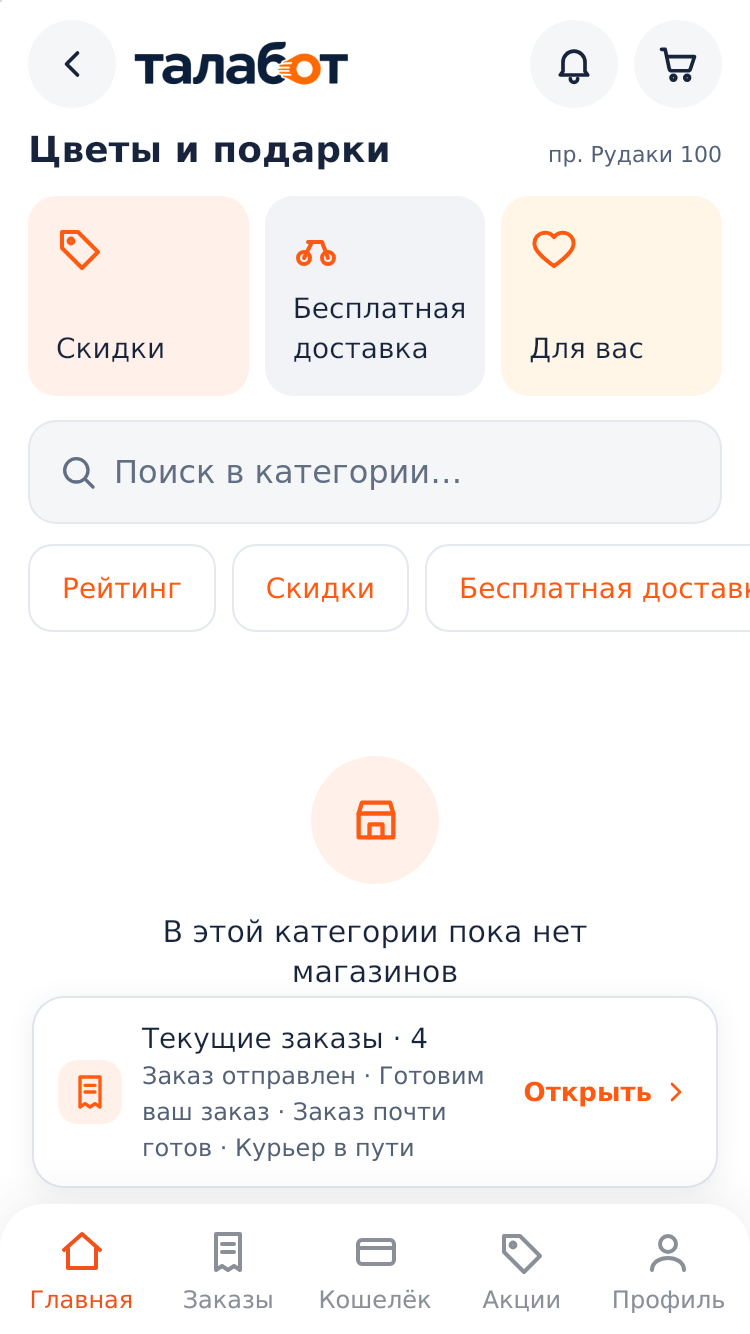 талабот
Цветы и подарки
пр. Рудаки 100
Скидки
Бесплатная
доставка
Для вас
Поиск в категории...
Рейтинг
Скидки
Бесплатная достав
В этой категории пока нет
магазинов
Текущие заказы · 4
Заказ отправлен · Готовим
ваш заказ · Заказ почти
готов · Курьер в пути
Открыть
Главная
Заказы
Кошелёк
Акции
Профиль